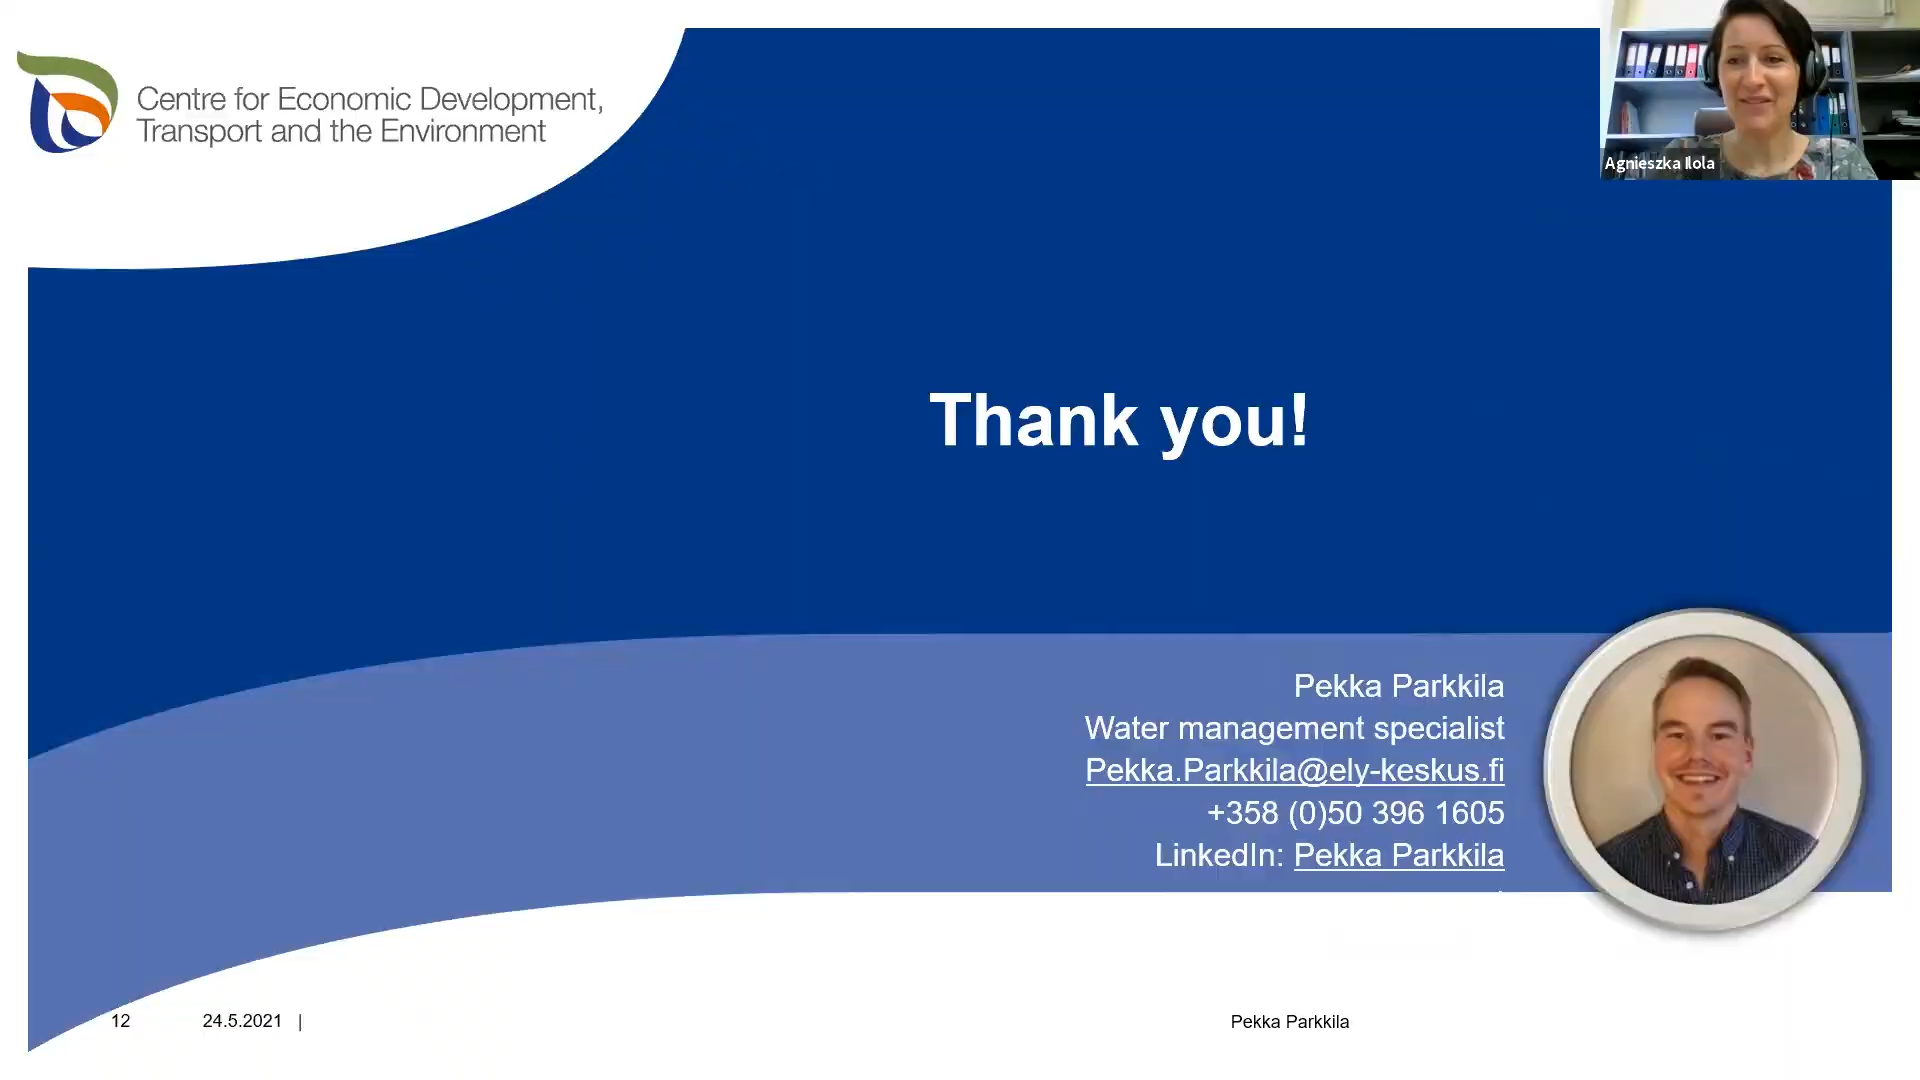 Centre for Economic Development,
Transport and the Environment
Agnieszka Ilola
Thank you!
Pekka Parkkila
Water management specialist
Pekka.Parkkila@ely-keskus.fi
+358 (0)50 396 1605
LinkedIn: Pekka Parkkila
12 24.5.2021 | Pekka Parkkila